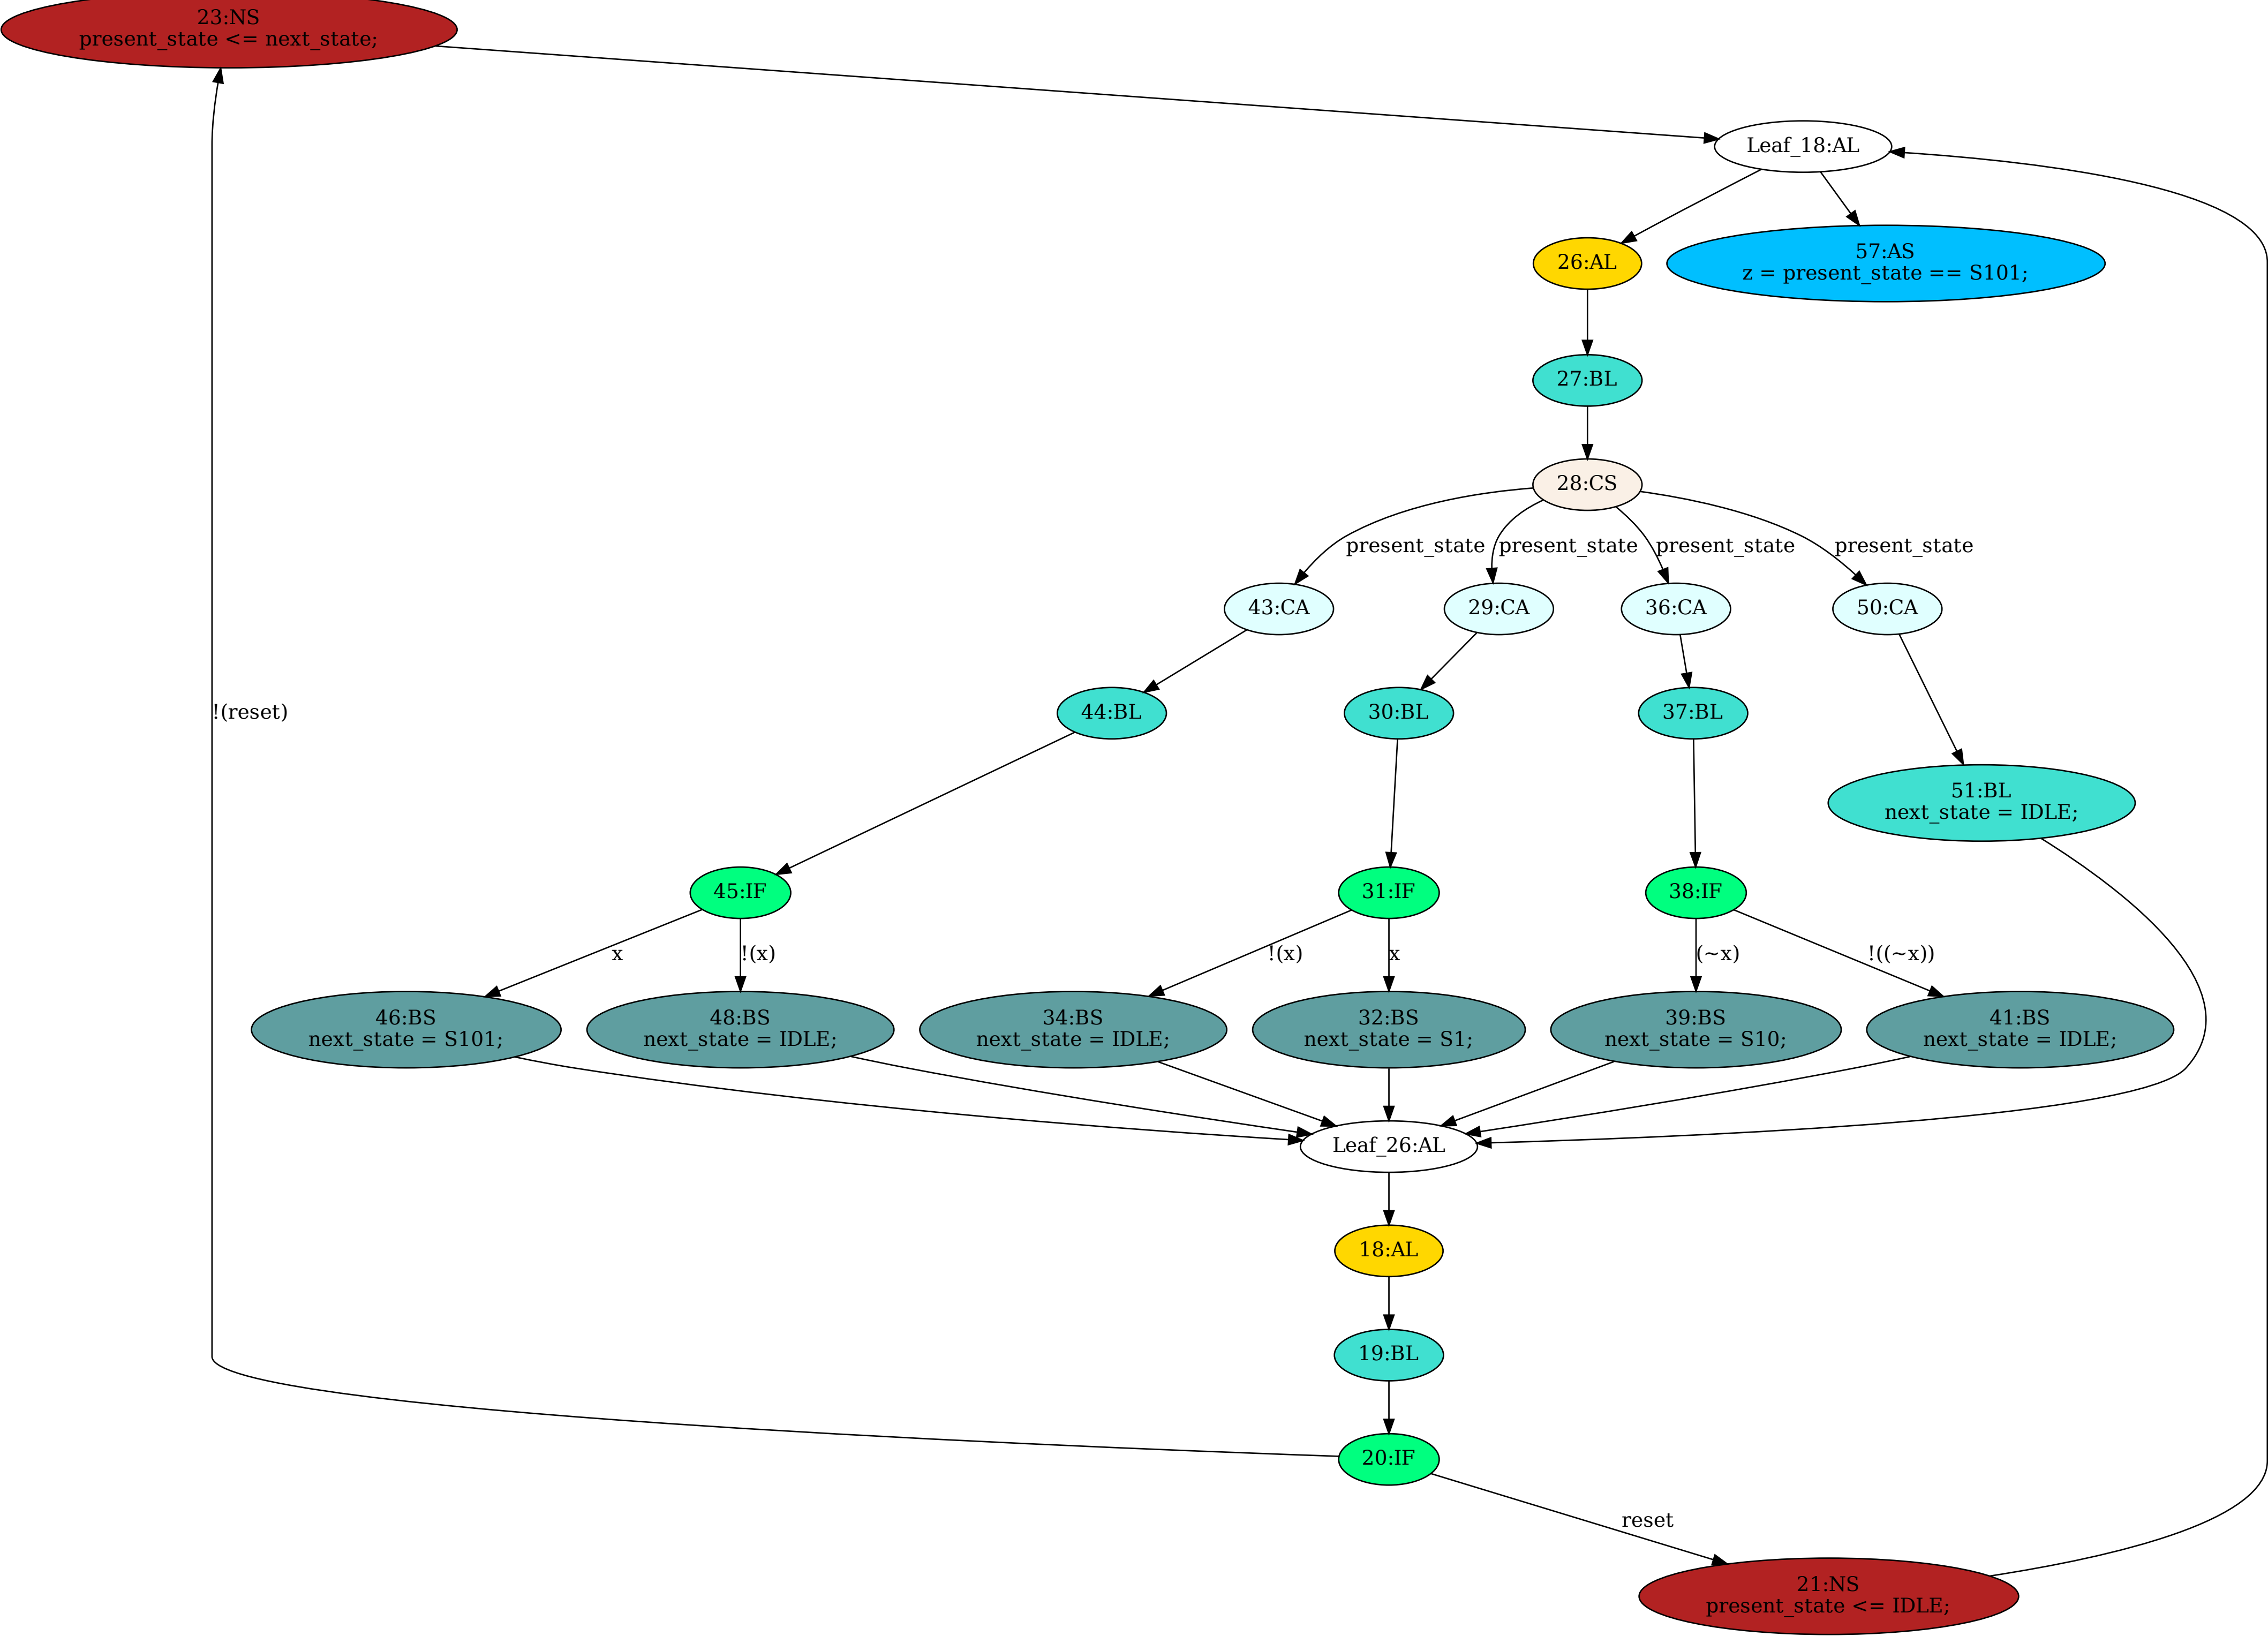 23:NS
present_state <= next_state;
Leaf_18:AL
26:AL
57:AS
z = present_state == S101;
27:BL
28:CS
present_state
present_state
present_state
present_state
43:CA
29:CA
36:CA
50:CA
!(reset)
44:BL
30:BL
37:BL
51:BL
next_state = IDLE;
45:IF
31:IF
38:IF
x
!(x)
!(x)
x
(~x)
!((~x))
46:BS
next_state = S101;
48:BS
next_state = IDLE;
34:BS
next_state = IDLE;
32:BS
next_state = S1;
39:BS
next_state = S10;
41:BS
next_state = IDLE;
Leaf_26:AL
18:AL
19:BL
20:IF
reset
21:NS
present_state <= IDLE;